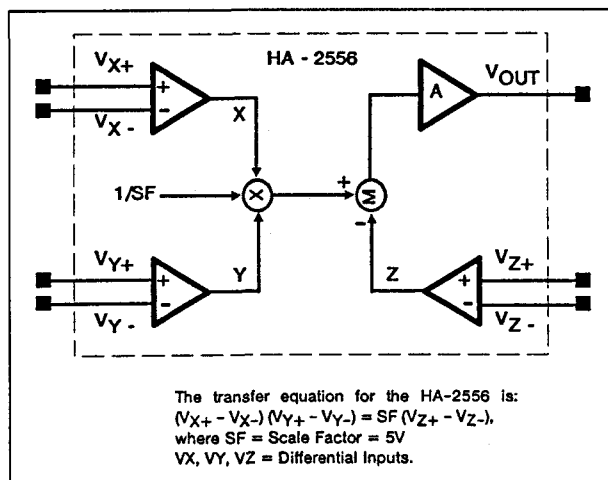 HA - 2556
VX+
VX-
X
1/SF
X
VY+
VY-
Y
+
-
+
-
+
-
M
A
VOUT
Z
VZ+
VZ-
+
-
The transfer equation for the HA-2556 is:
(VX+ - VX-) (VY+ - VY-) = SF (VZ+ - VZ-),
where SF = Scale Factor = 5V
VX, VY, VZ = Differential Inputs.